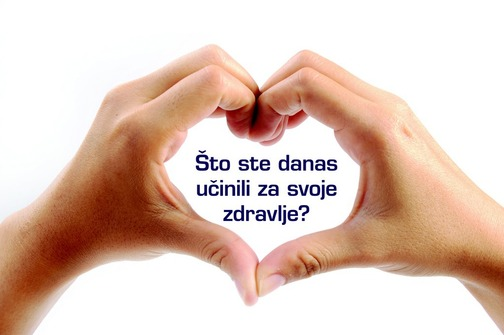 Što ste danas
učinili za svoje
zdravlje?